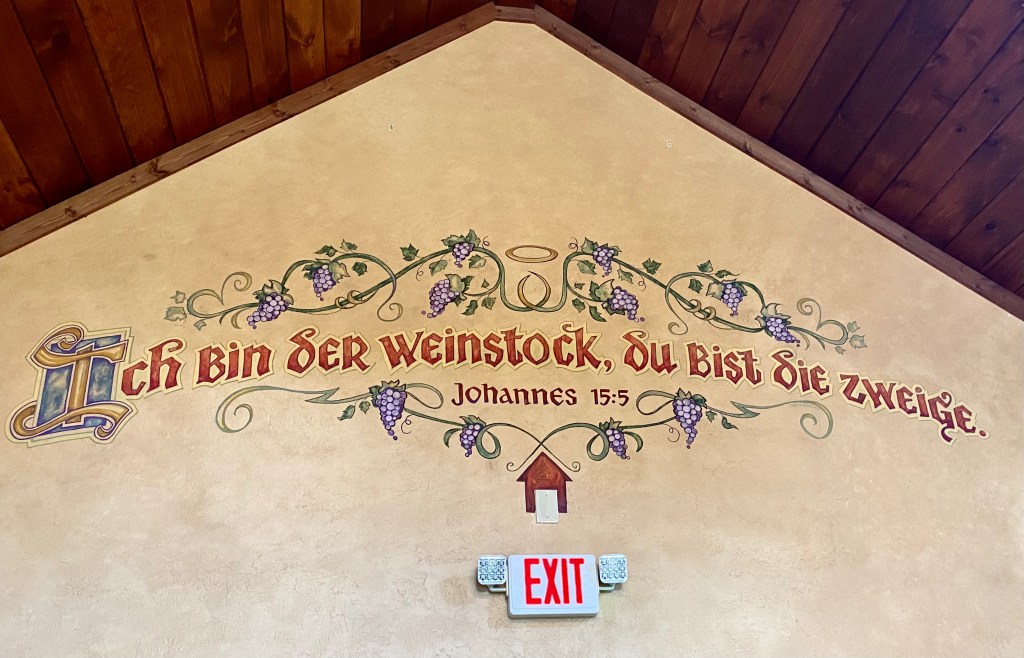 Ich bin der Weinstock, du bist die Zweige.
Johannes 15:5
EXIT